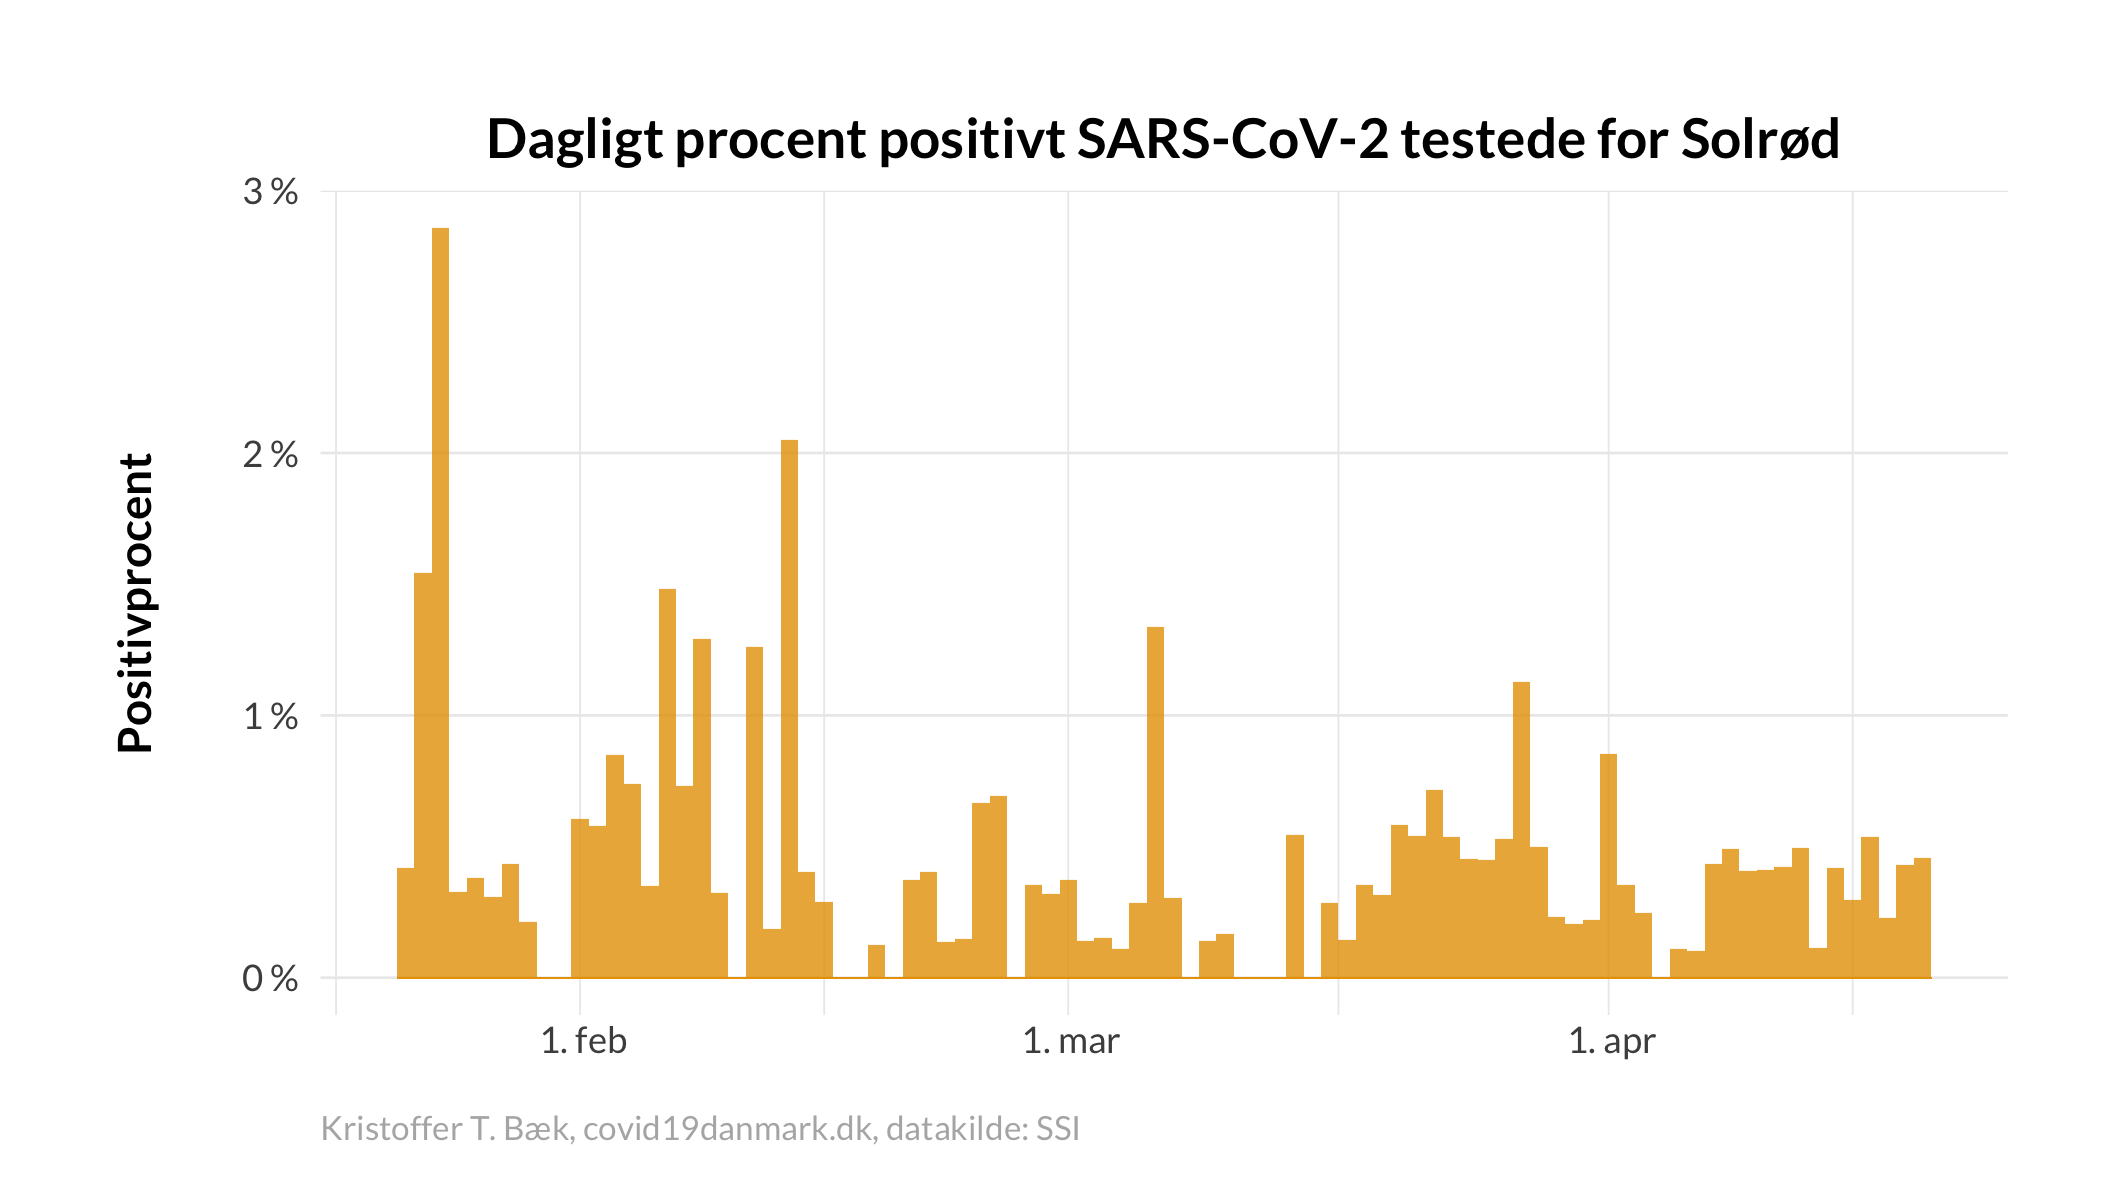 Dagligt procent positivt SARS-CoV-2 testede for Solrød
Positivprocent
3 %
2 %
1 %
0 %
1. feb
1. mar
1. apr
Kristoffer T. Bæk, covid19danmark.dk, datakilde: SSI